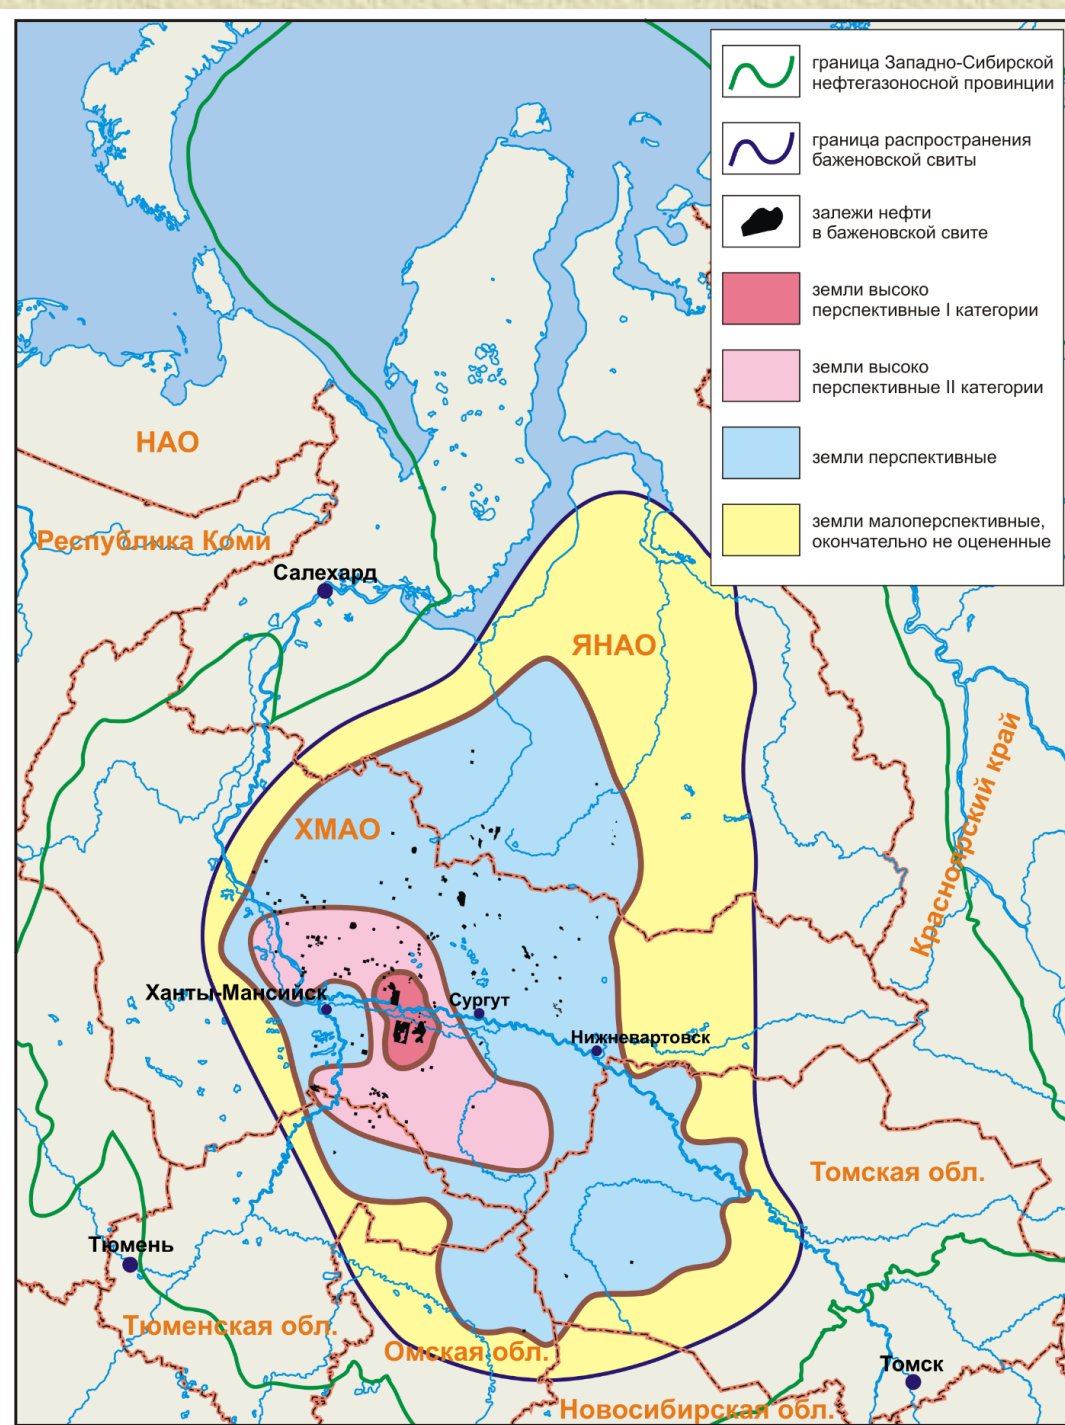 граница Западно-Сибирской
нефтегазоносной провинции
граница распространения
баженовской свиты
залежи нефти
в баженовской свите
земли высоко
перспективные I категории
земли высоко
перспективные II категории
земли перспективные
земли малоперспективные,
окончательно не оцененные
НАО
Республика Коми
Салехард
ЯНАО
Красноярский край
ХМАО
Ханты-Мансийск
Сургут
Нижневартовск
Томская обл.
Тюмень
Тюменская обл.
Омская обл.
Томск
Новосибирская обл.